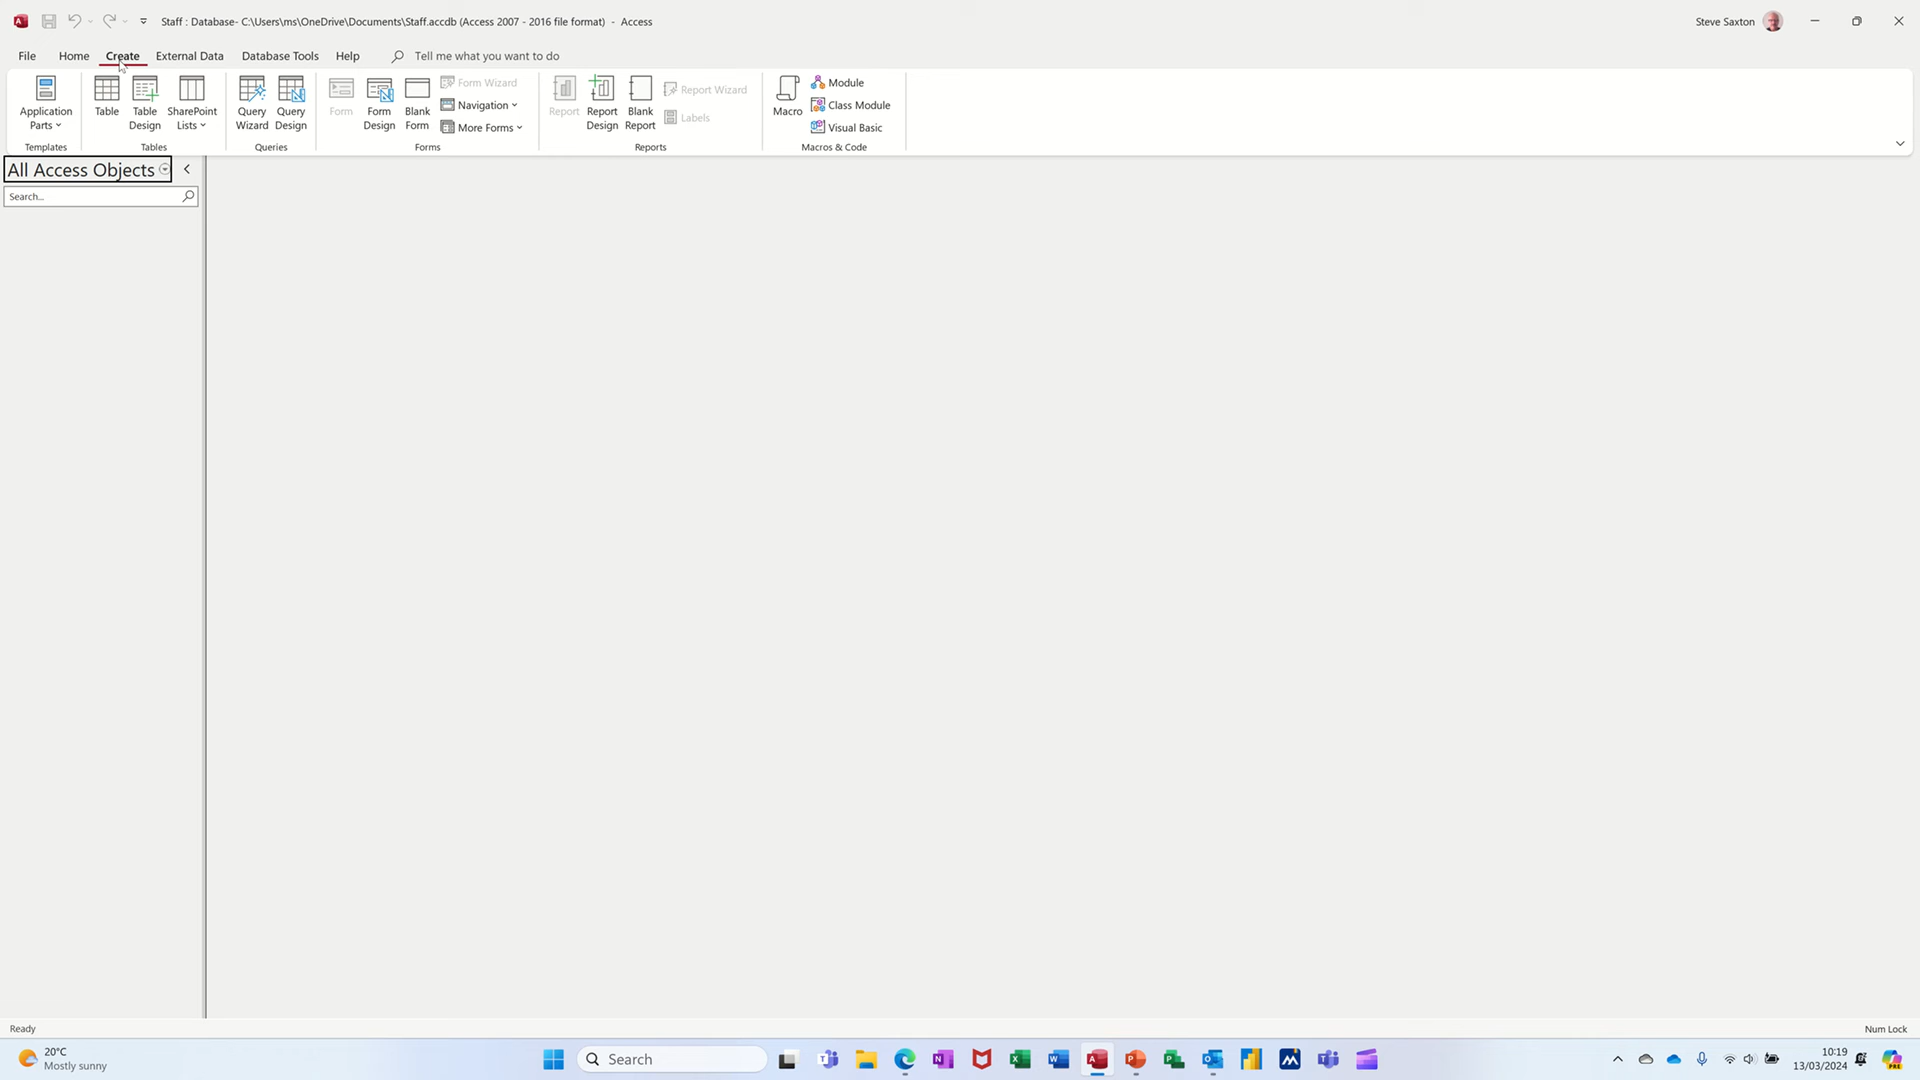 Staff : Database- C:\Users\ms\OneDrive\Documents\Staff.accdb (Access 2007 - 2016 file format) - Access
Steve Saxton
File Home Create External Data Database Tools Help Tell me what you want to do
Application Parts
Templates
Table
Table Design
SharePoint Lists
Tables
Query Wizard
Query Design
Queries
Form
Form Design
Blank Form
Form Wizard
Navigation
More Forms
Forms
Report
Report Design
Blank Report
Report Wizard
Labels
Reports
Macro
Module
Class Module
Visual Basic
Macros & Code
All Access Objects
Search...
Ready
Num Lock
20°C
Mostly sunny
Search
10:19
13/03/2024
PRE